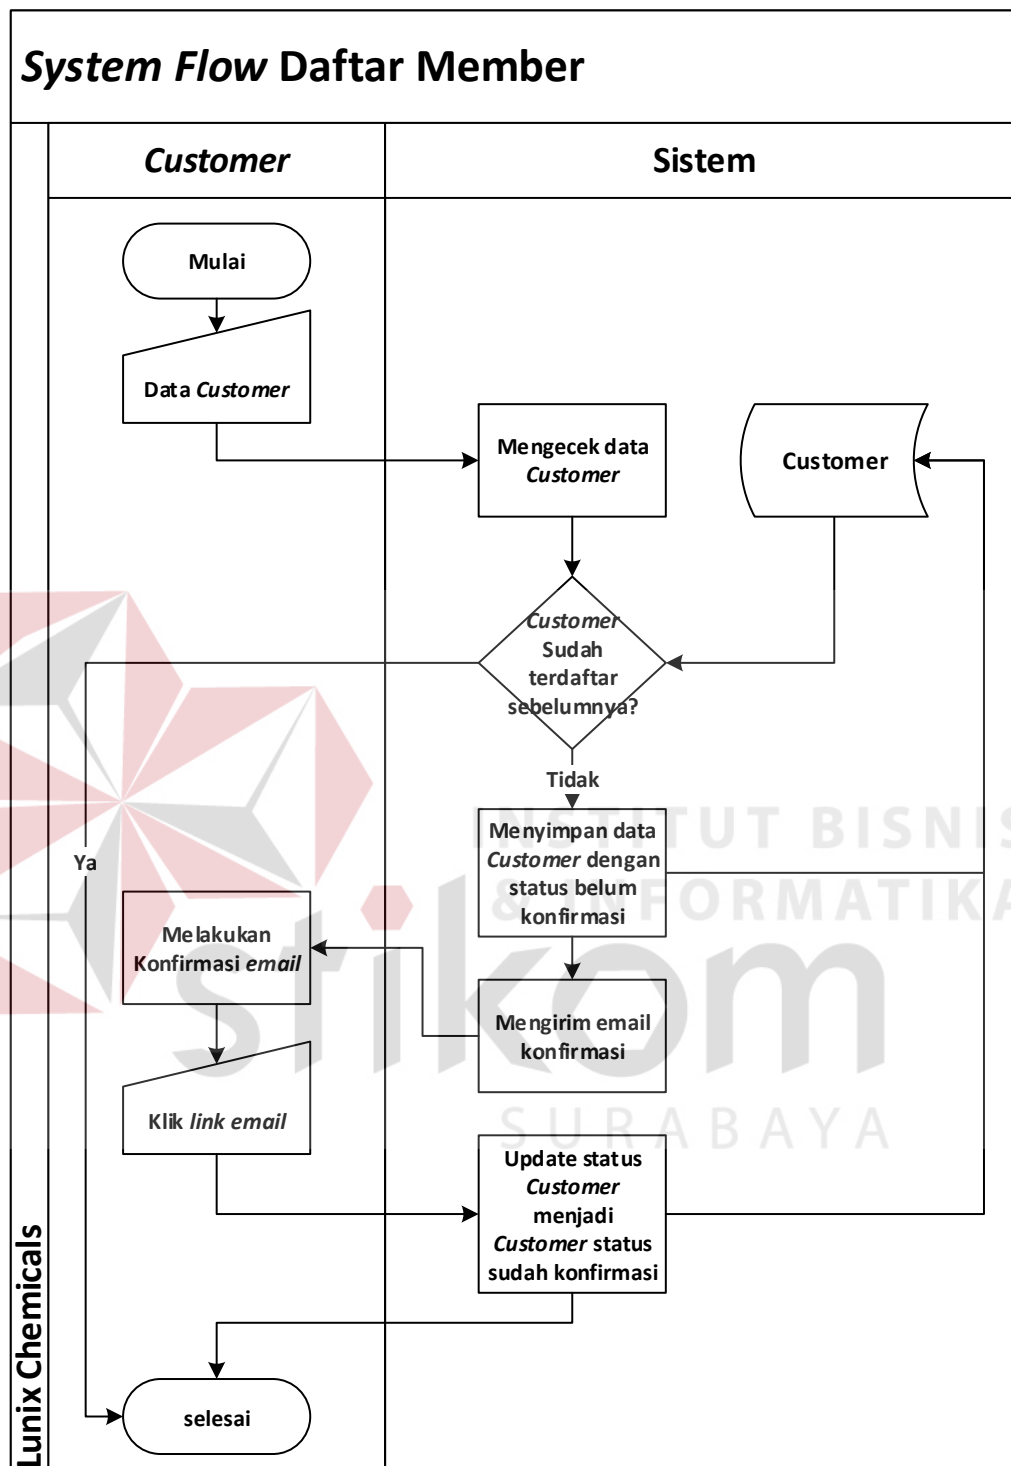 System Flow Daftar Member
Customer
Sistem
Mulai
Data Customer
Mengecek data
Customer
Customer
Customer
Sudah
terdaftar
sebelumnya?
Tidak
Ya
Menyimpan data
Customer dengan
status belum
konfirmasi
Melakukan
Konfirmasi email
Mengirim email
konfirmasi
Klik link email
Update status
Customer
menjadi
Customer status
sudah konfirmasi
selesai
Lunix Chemicals
INSTITUT BISNIS
& INFORMATIKA
stikom
SURABAYA